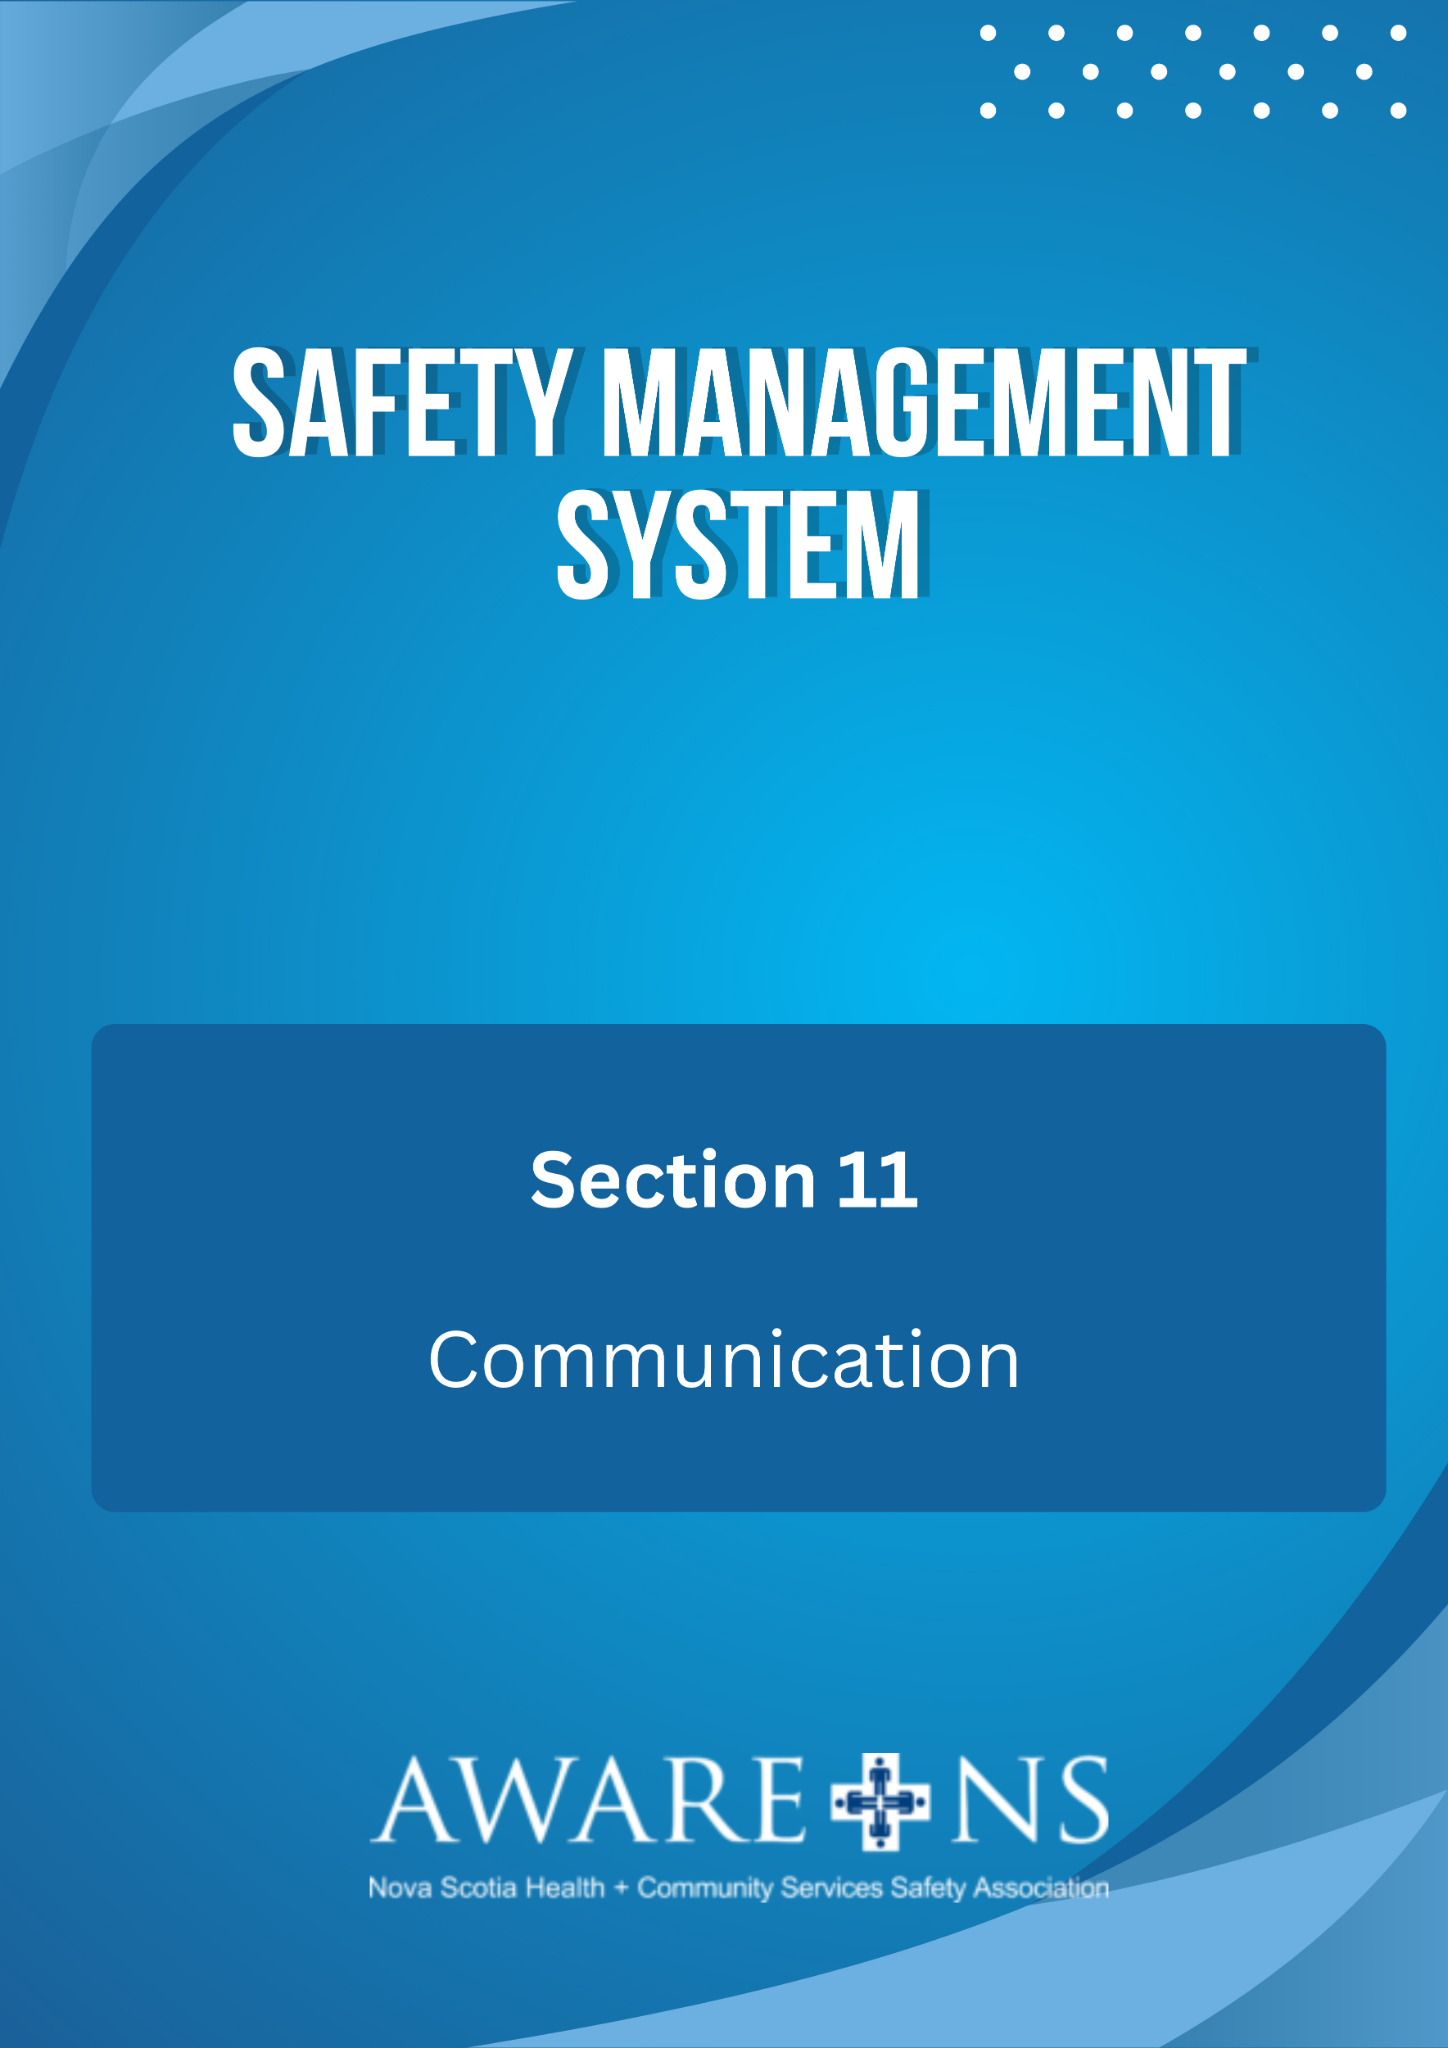 SAFETY MANAGEMENT
SYSTEM
Section 11
Communication
AWARE NS
Nova Scotia Health + Community Services Safety Association